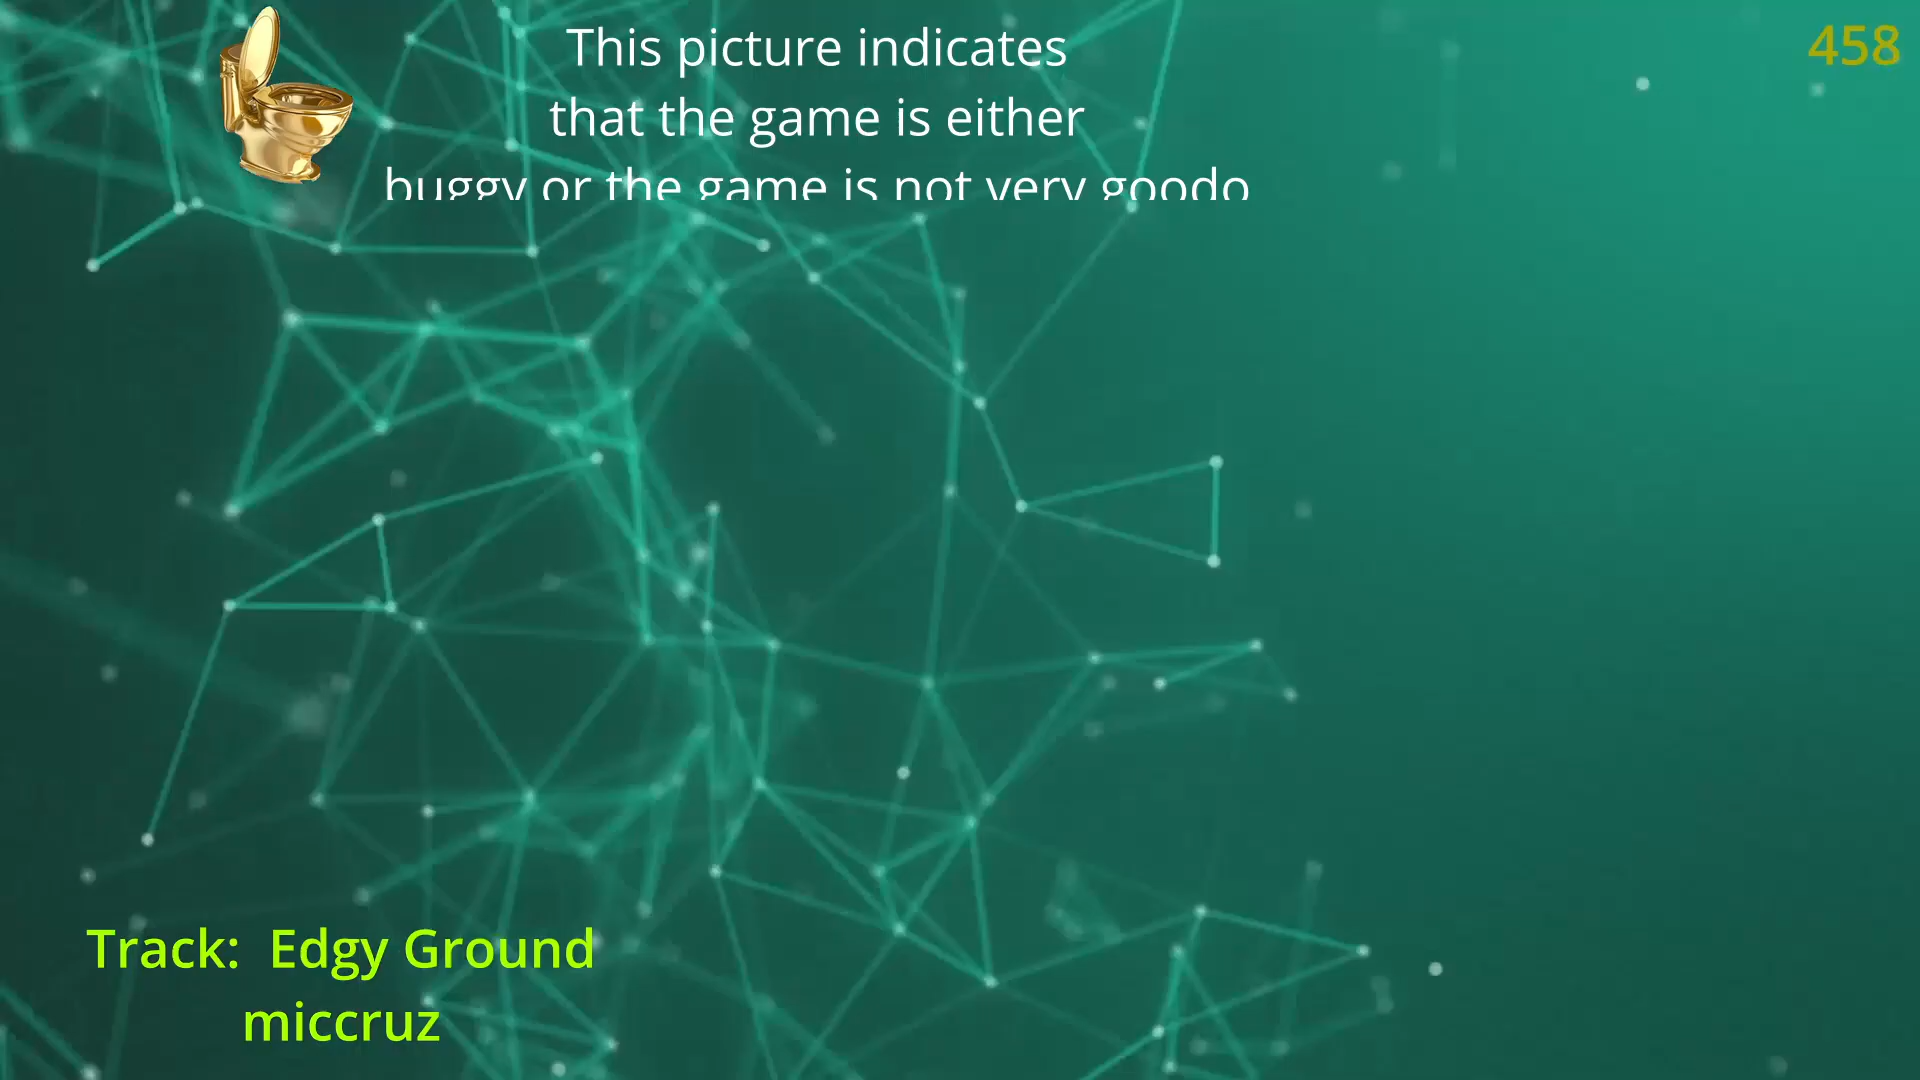 This picture indicates
458
that the game is either
buggy or the game is not very goodo
Track: Edgy Ground
miccruz